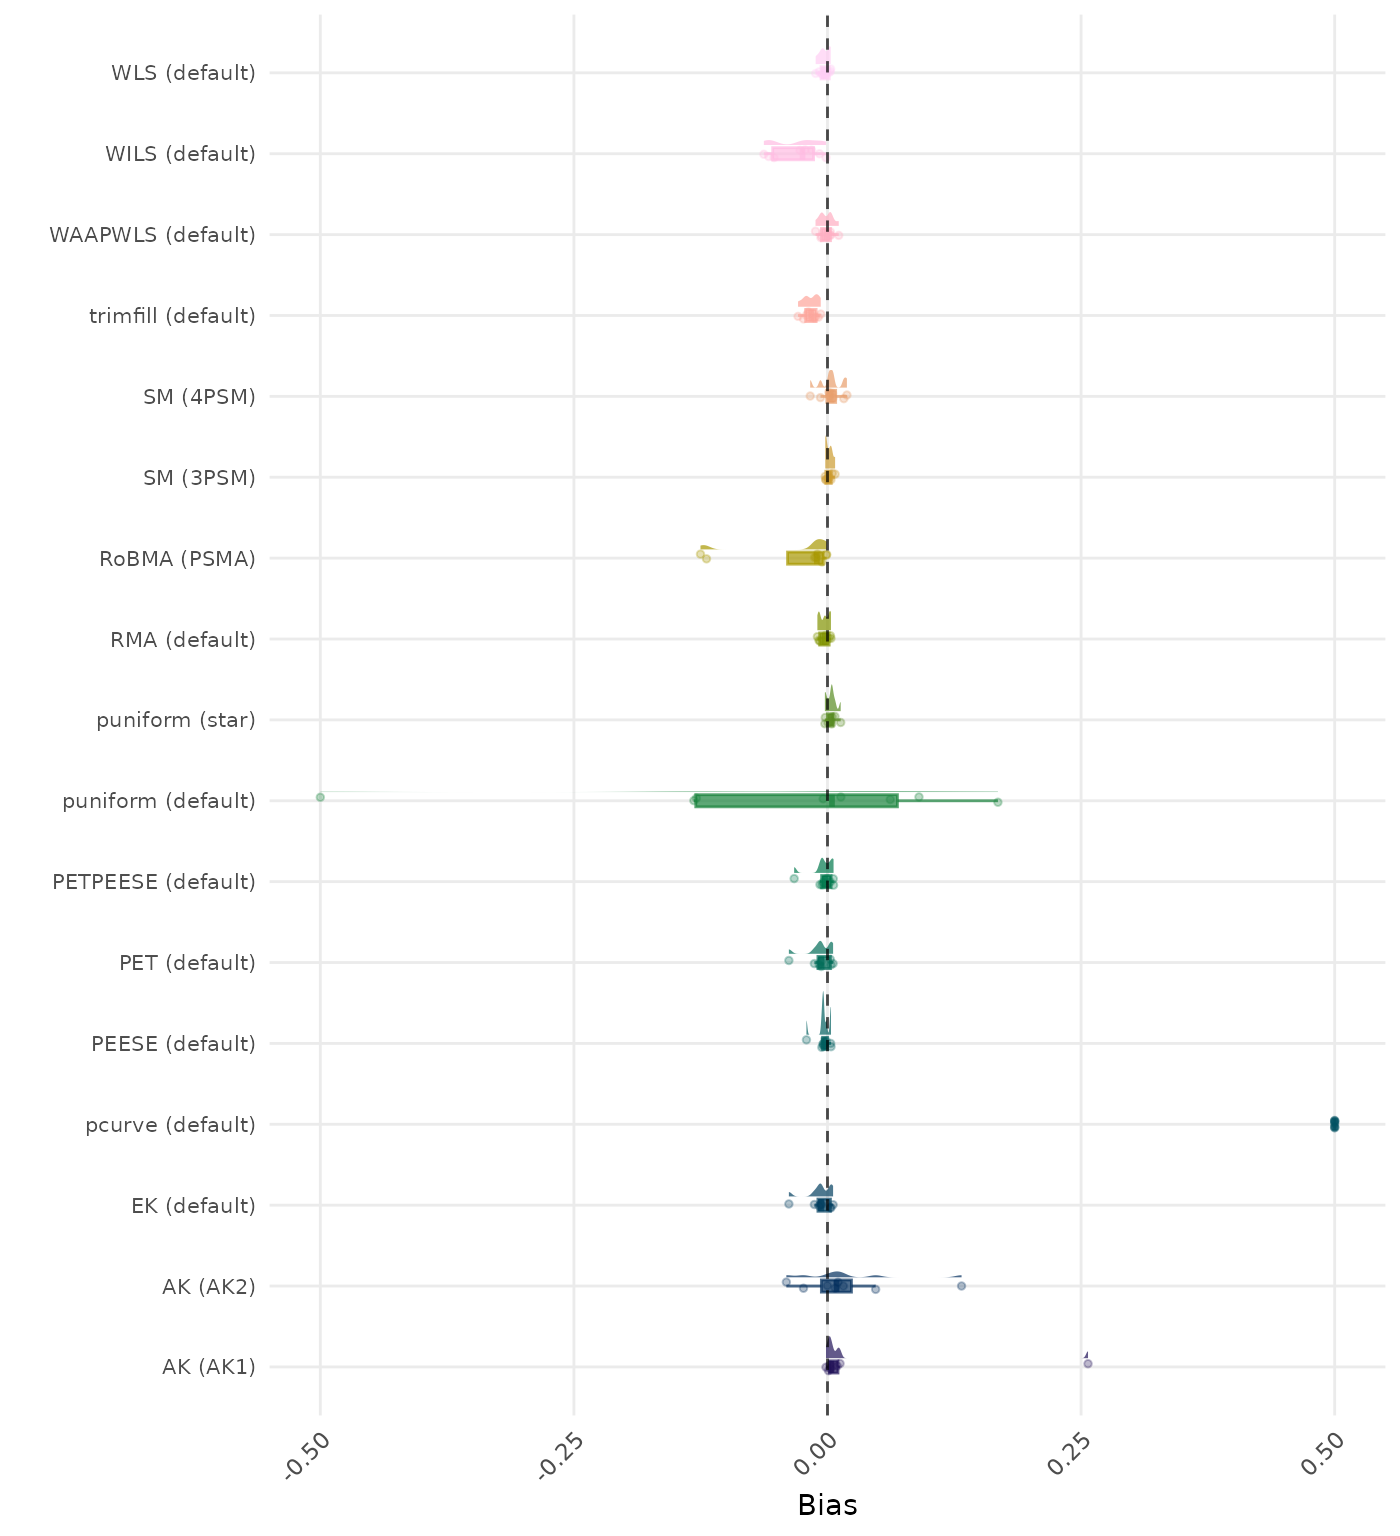 WLS (default)
WILS (default)
WAAPWLS (default)
trimfill (default)
SM (4PSM)
SM (3PSM)
RoBMA (PSMA)
RMA (default)
puniform (star)
puniform (default)
PETPEESE (default)
PET (default)
PEESE (default)
pcurve (default)
EK (default)
AK (AK2)
AK (AK1)
-0.50 -0.25 0.00 0.25 0.50
Bias